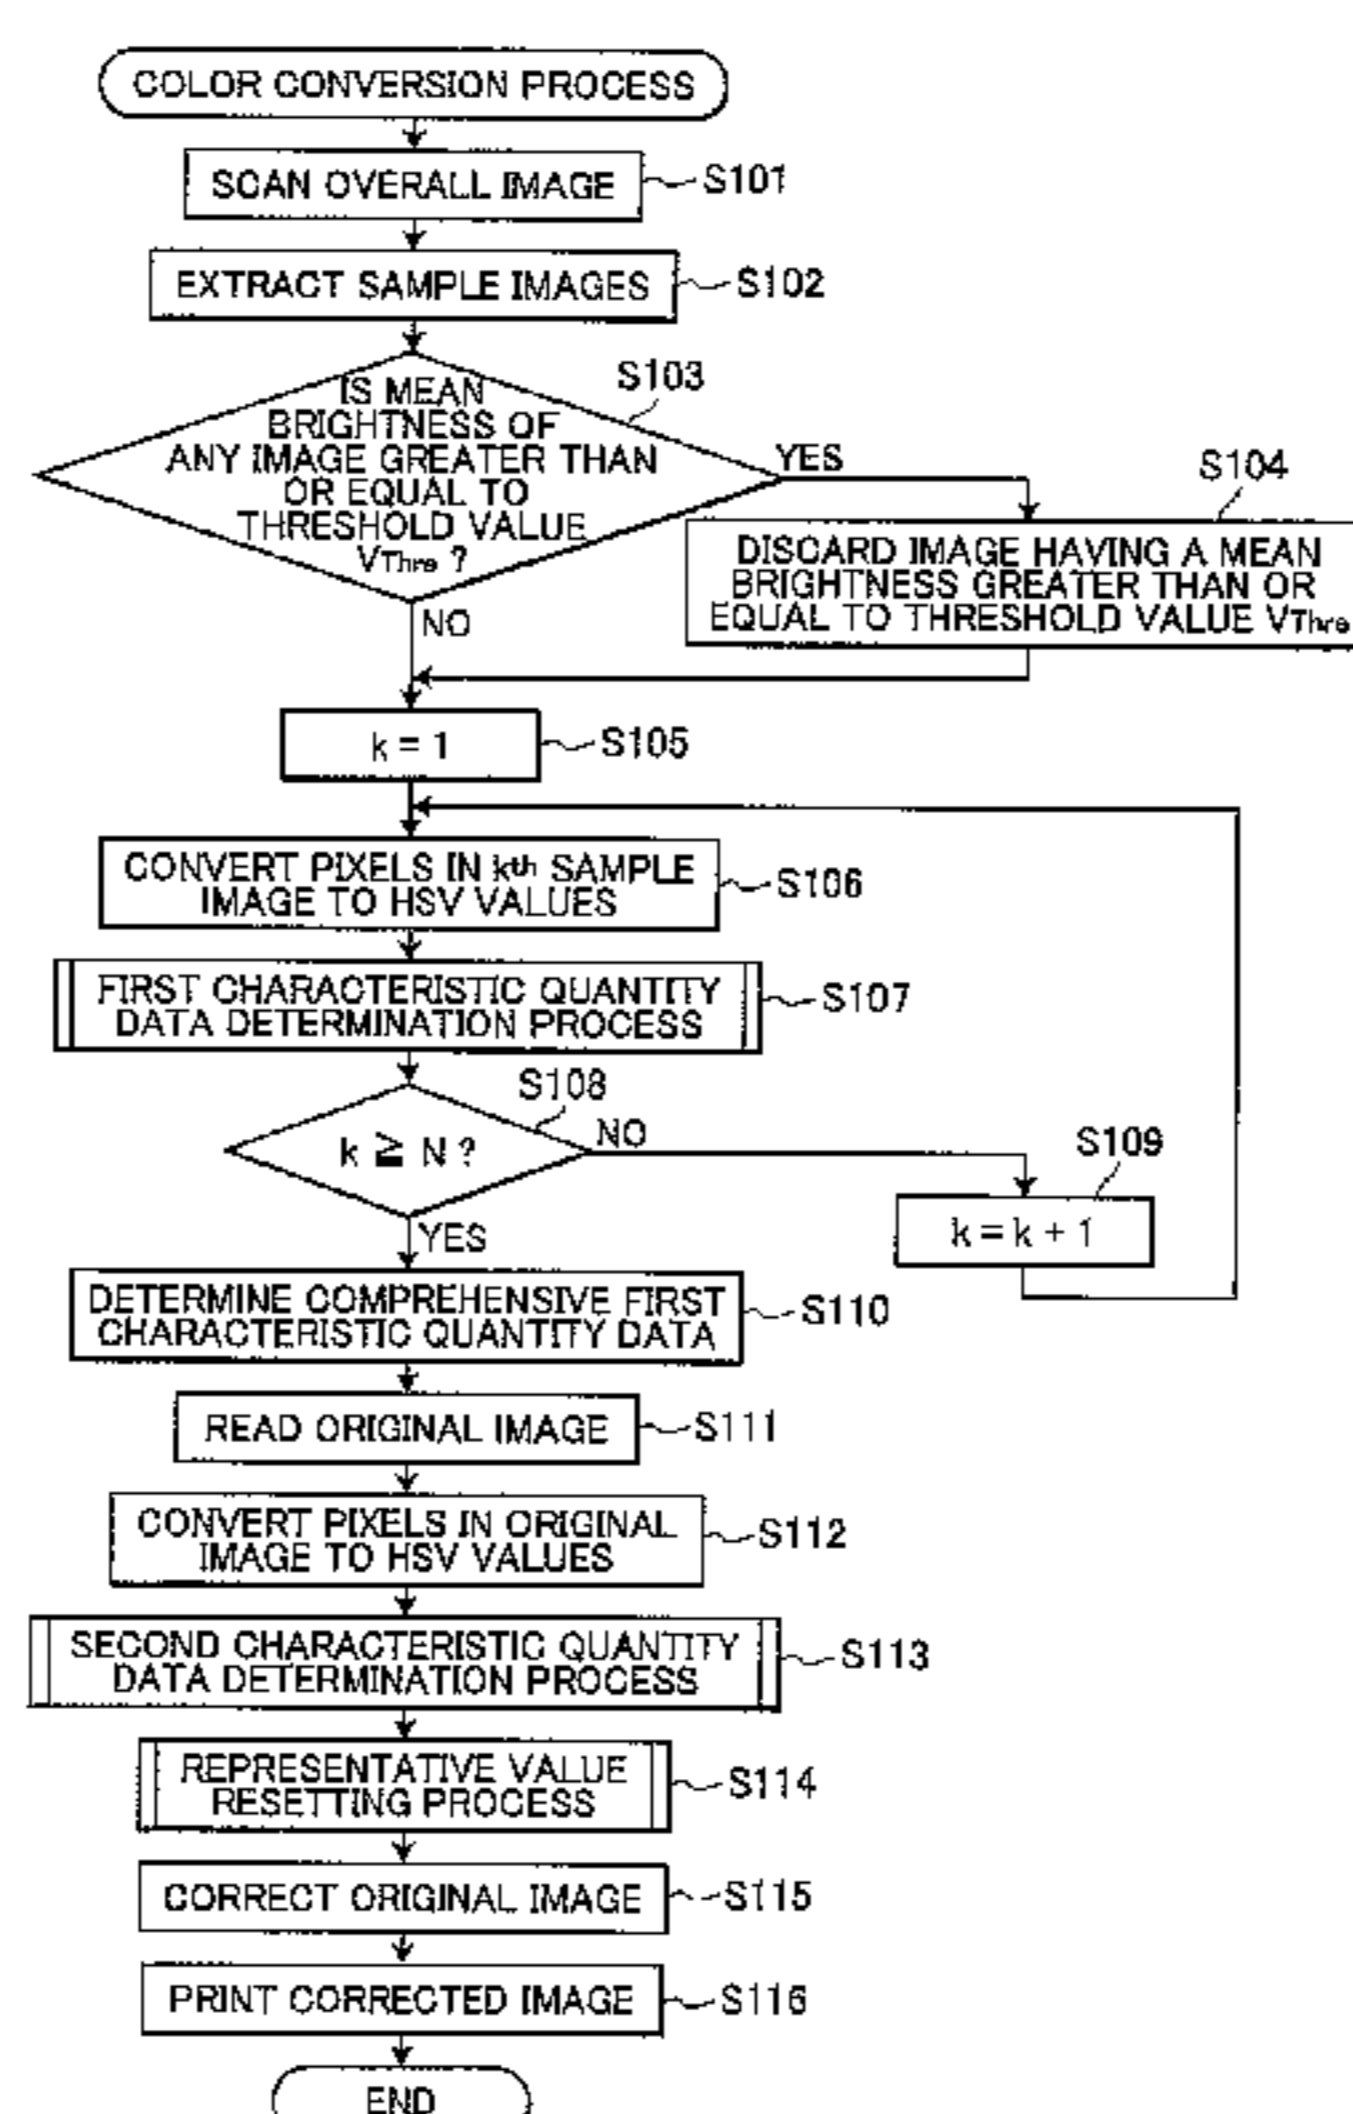 COLOR CONVERSION PROCESS
SCAN OVERALL IMAGE
S101
EXTRACT SAMPLE IMAGES
S102
S103
IS MEAN
BRIGHTNESS OF
ANY IMAGE GREATER THAN
OR EQUAL TO
THRESHOLD VALUE
VThre ?
YES
NO
S104
DISCARD IMAGE HAVING A MEAN
BRIGHTNESS GREATER THAN OR
EQUAL TO THRESHOLD VALUE VThre
k = 1
S105
CONVERT PIXELS IN kth SAMPLE
IMAGE TO HSV VALUES
S106
FIRST CHARACTERISTIC QUANTITY
DATA DETERMINATION PROCESS
S107
S108
k ≧ N ?
NO
YES
S109
k = k + 1
DETERMINE COMPREHENSIVE FIRST
CHARACTERISTIC QUANTITY DATA
S110
READ ORIGINAL IMAGE
S111
CONVERT PIXELS IN ORIGINAL
IMAGE TO HSV VALUES
S112
SECOND CHARACTERISTIC QUANTITY
DATA DETERMINATION PROCESS
S113
REPRESENTATIVE VALUE
RESETTING PROCESS
S114
CORRECT ORIGINAL IMAGE
S115
PRINT CORRECTED IMAGE
S116
END